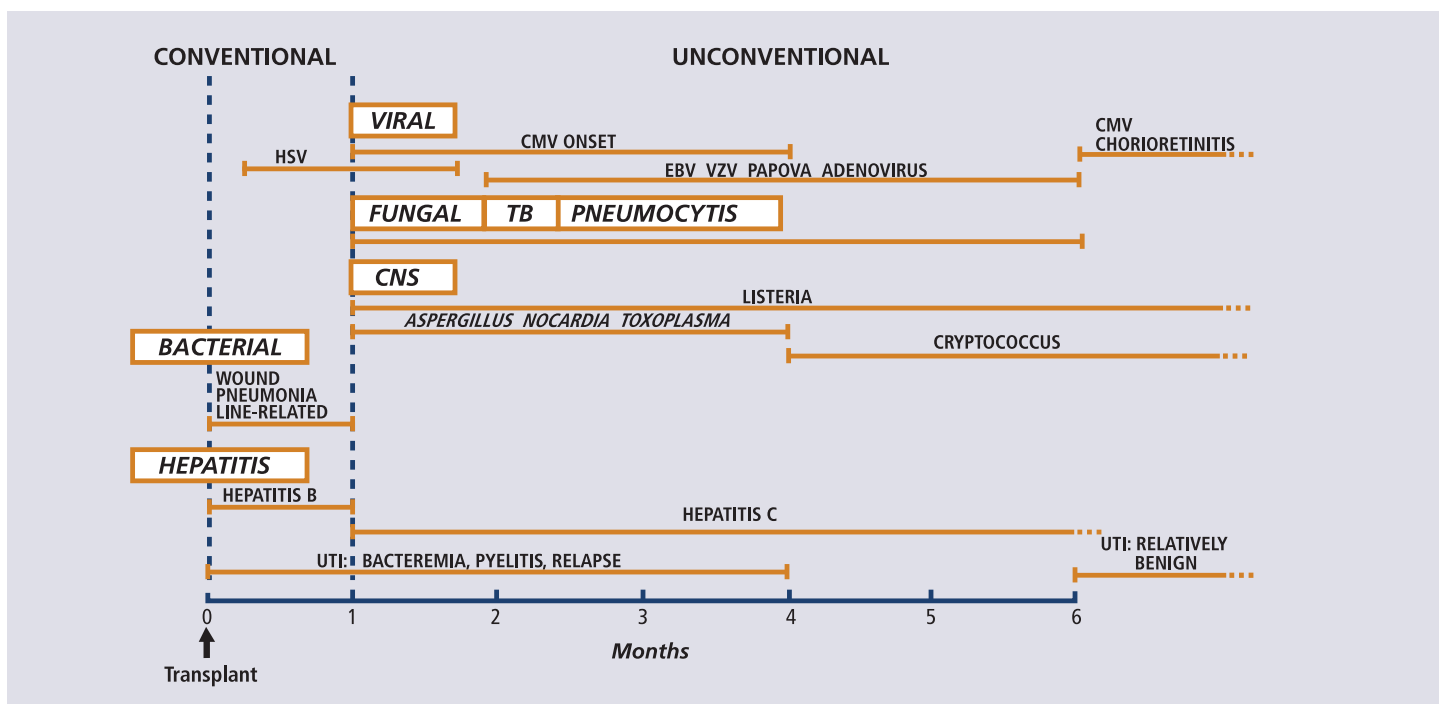 CONVENTIONAL
UNCONVENTIONAL
VIRAL
CMV ONSET
CMV
CHORIORETINITIS
HSV
EBV VZV PAPOVA ADENOVIRUS
FUNGAL
TB
PNEUMOCYTIS
CNS
LISTERIA
ASPERGILLUS NOCARDIA TOXOPLASMA
BACTERIAL
CRYPTOCOCCUS
WOUND
PNEUMONIA
LINE-RELATED
HEPATITIS
HEPATITIS B
HEPATITIS C
UTI: BACTEREMIA, PYELITIS, RELAPSE
UTI: RELATIVELY
BENIGN
0 1 2 3 4 5 6
Months
Transplant